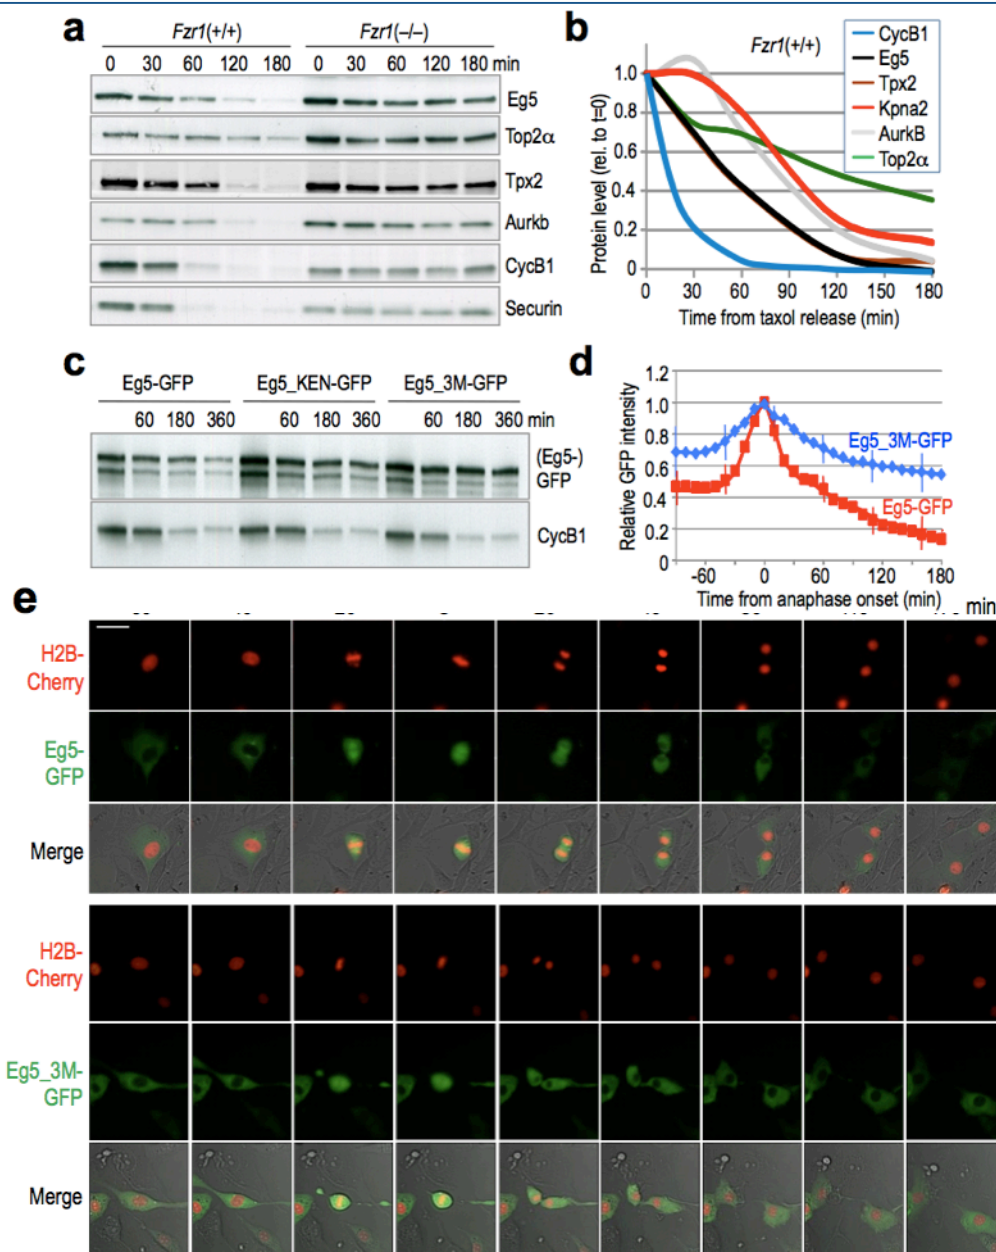 a
Fzr1(+/+)
Fzr1(–/–)
0 30 60 120 180 0 30 60 120 180 min
Eg5
Top2α
Tpx2
Aurkb
CycB1
Securin
b
Fzr1(+/+)
CycB1
Eg5
Tpx2
Kpna2
AurkB
Top2α
Protein level (rel. to t=0)
1.0
0.8
0.6
0.4
0.2
0
0 30 60 90 120 150 180
Time from taxol release (min)
c
Eg5-GFP Eg5_KEN-GFP Eg5_3M-GFP
60 180 360 60 180 360 60 180 360 min
(Eg5-)
GFP
CycB1
d
Relative GFP intensity
1.2
1.0
0.8
0.6
0.4
0.2
0
Eg5_3M-GFP
Eg5-GFP
-60 0 60 120 180
Time from anaphase onset (min)
e
min
H2B-
Cherry
Eg5-
GFP
Merge
H2B-
Cherry
Eg5_3M-
GFP
Merge